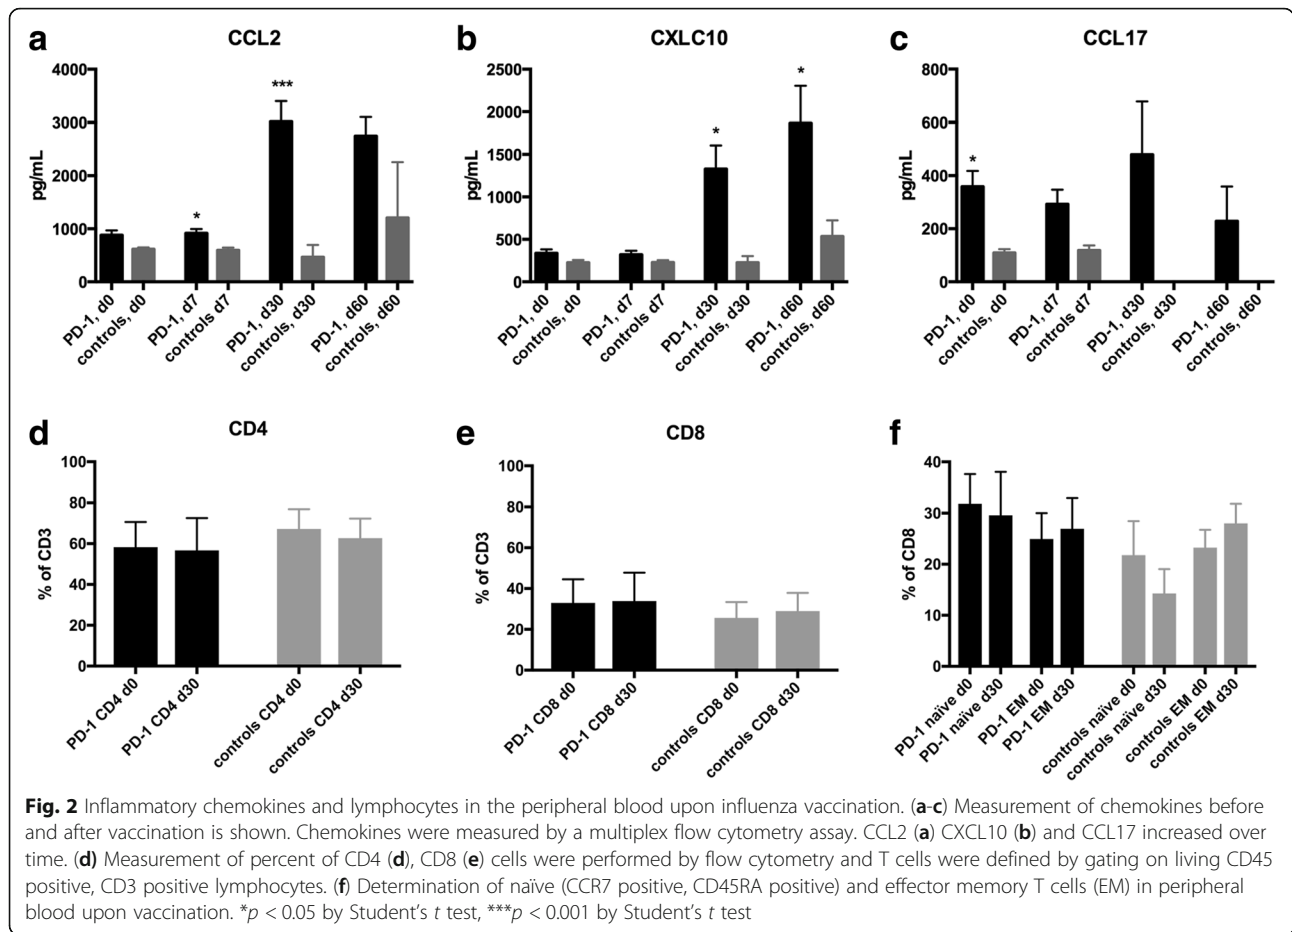 a CCL2
b CXLC10
c CCL17
4000
3000
2000
1000
0
pg/mL
***
*
PD-1, d0
controls, d0
PD-1, d7
controls d7
PD-1, d30
controls, d30
PD-1, d60
controls, d60
2500
2000
1500
1000
500
0
pg/mL
*
*
PD-1, d0
controls, d0
PD-1, d7
controls d7
PD-1, d30
controls, d30
PD-1, d60
controls, d60
800
600
400
200
0
pg/mL
*
PD-1, d0
controls, d0
PD-1, d7
controls d7
PD-1, d30
controls, d30
PD-1, d60
controls, d60
d CD4
e CD8
f
100
80
60
40
20
0
% of CD3
PD-1 CD4 d0
PD-1 CD4 d30
controls CD4 d0
controls CD4 d30
100
80
60
40
20
0
% of CD3
PD-1 CD8 d0
PD-1 CD8 d30
controls CD8 d0
controls CD8 d30
40
30
20
10
0
% of CD8
PD-1 naïve d0
PD-1 naïve d30
PD-1 EM d0
PD-1 EM d30
controls naïve d0
controls naïve d30
controls EM d0
controls EM d30
Fig. 2 Inflammatory chemokines and lymphocytes in the peripheral blood upon influenza vaccination. (a-c) Measurement of chemokines before
and after vaccination is shown. Chemokines were measured by a multiplex flow cytometry assay. CCL2 (a) CXCL10 (b) and CCL17 increased over
time. (d) Measurement of percent of CD4 (d), CD8 (e) cells were performed by flow cytometry and T cells were defined by gating on living CD45
positive, CD3 positive lymphocytes. (f) Determination of naïve (CCR7 positive, CD45RA positive) and effector memory T cells (EM) in peripheral
blood upon vaccination. *p < 0.05 by Student's t test, ***p < 0.001 by Student's t test